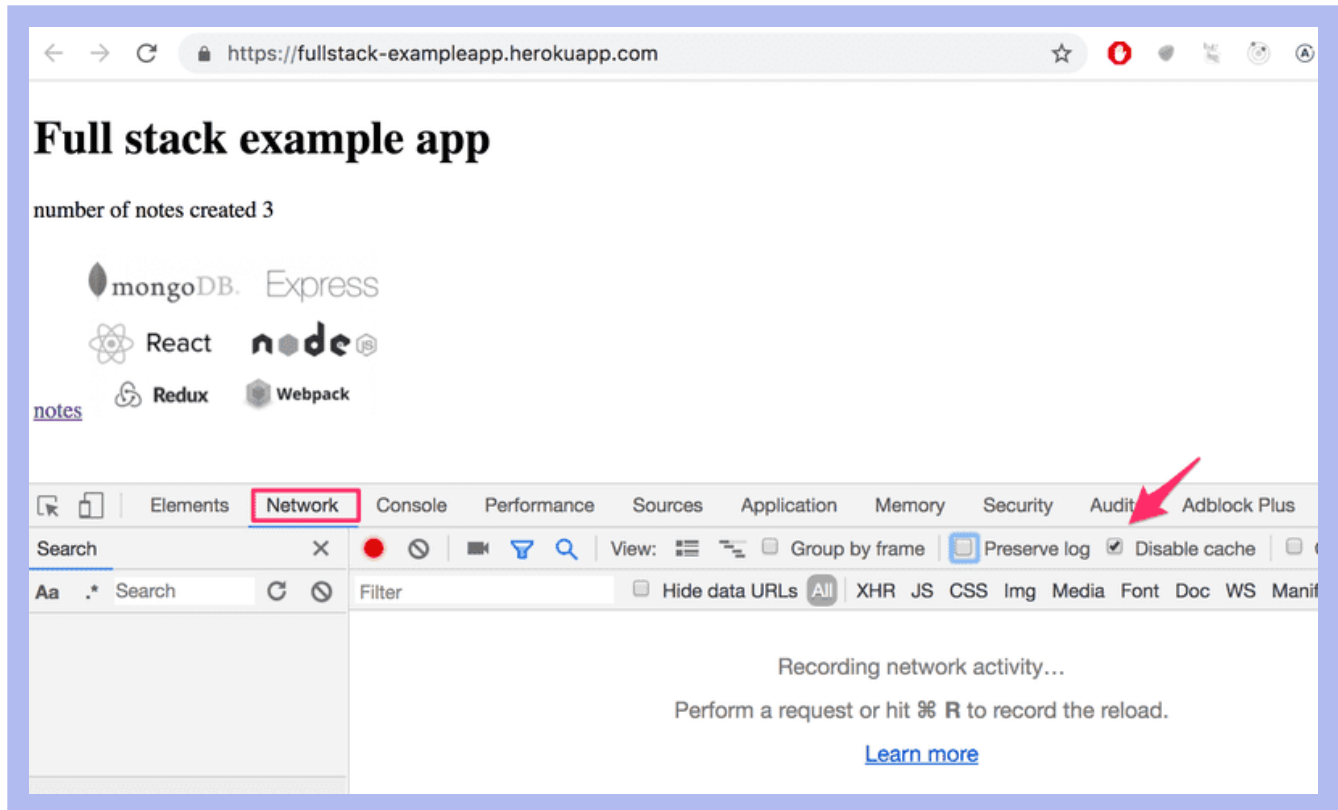 https://fullstack-exampleapp.herokuapp.com
Full stack example app
number of notes created 3
mongoDB. Express
React node JS
Redux Webpack
notes
Elements Network Console Performance Sources Application Memory Security Adblock Plus
Search View: Group by frame Preserve log Disable cache
Aa .* Search Filter Hide data URLs All XHR JS CSS Img Media Font Doc WS Manif
Recording network activity…
Perform a request or hit ⌘ R to record the reload.
Learn more